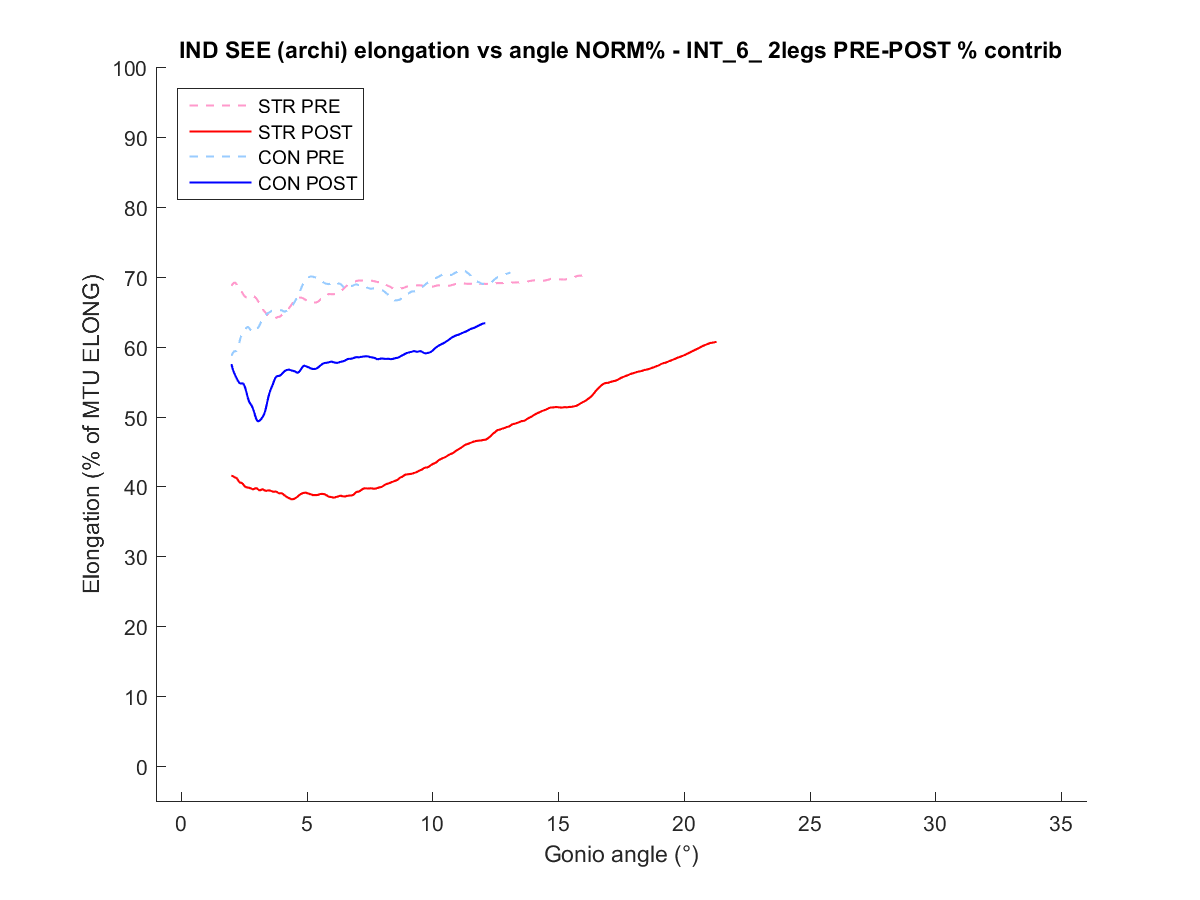 IND SEE (archi) elongation vs angle NORM% - INT_6_ 2legs PRE-POST % contrib
100
90
80
70
60
50
40
30
20
10
0
STR PRE
STR POST
CON PRE
CON POST
Elongation (% of MTU ELONG)
0 5 10 15 20 25 30 35
Gonio angle (°)